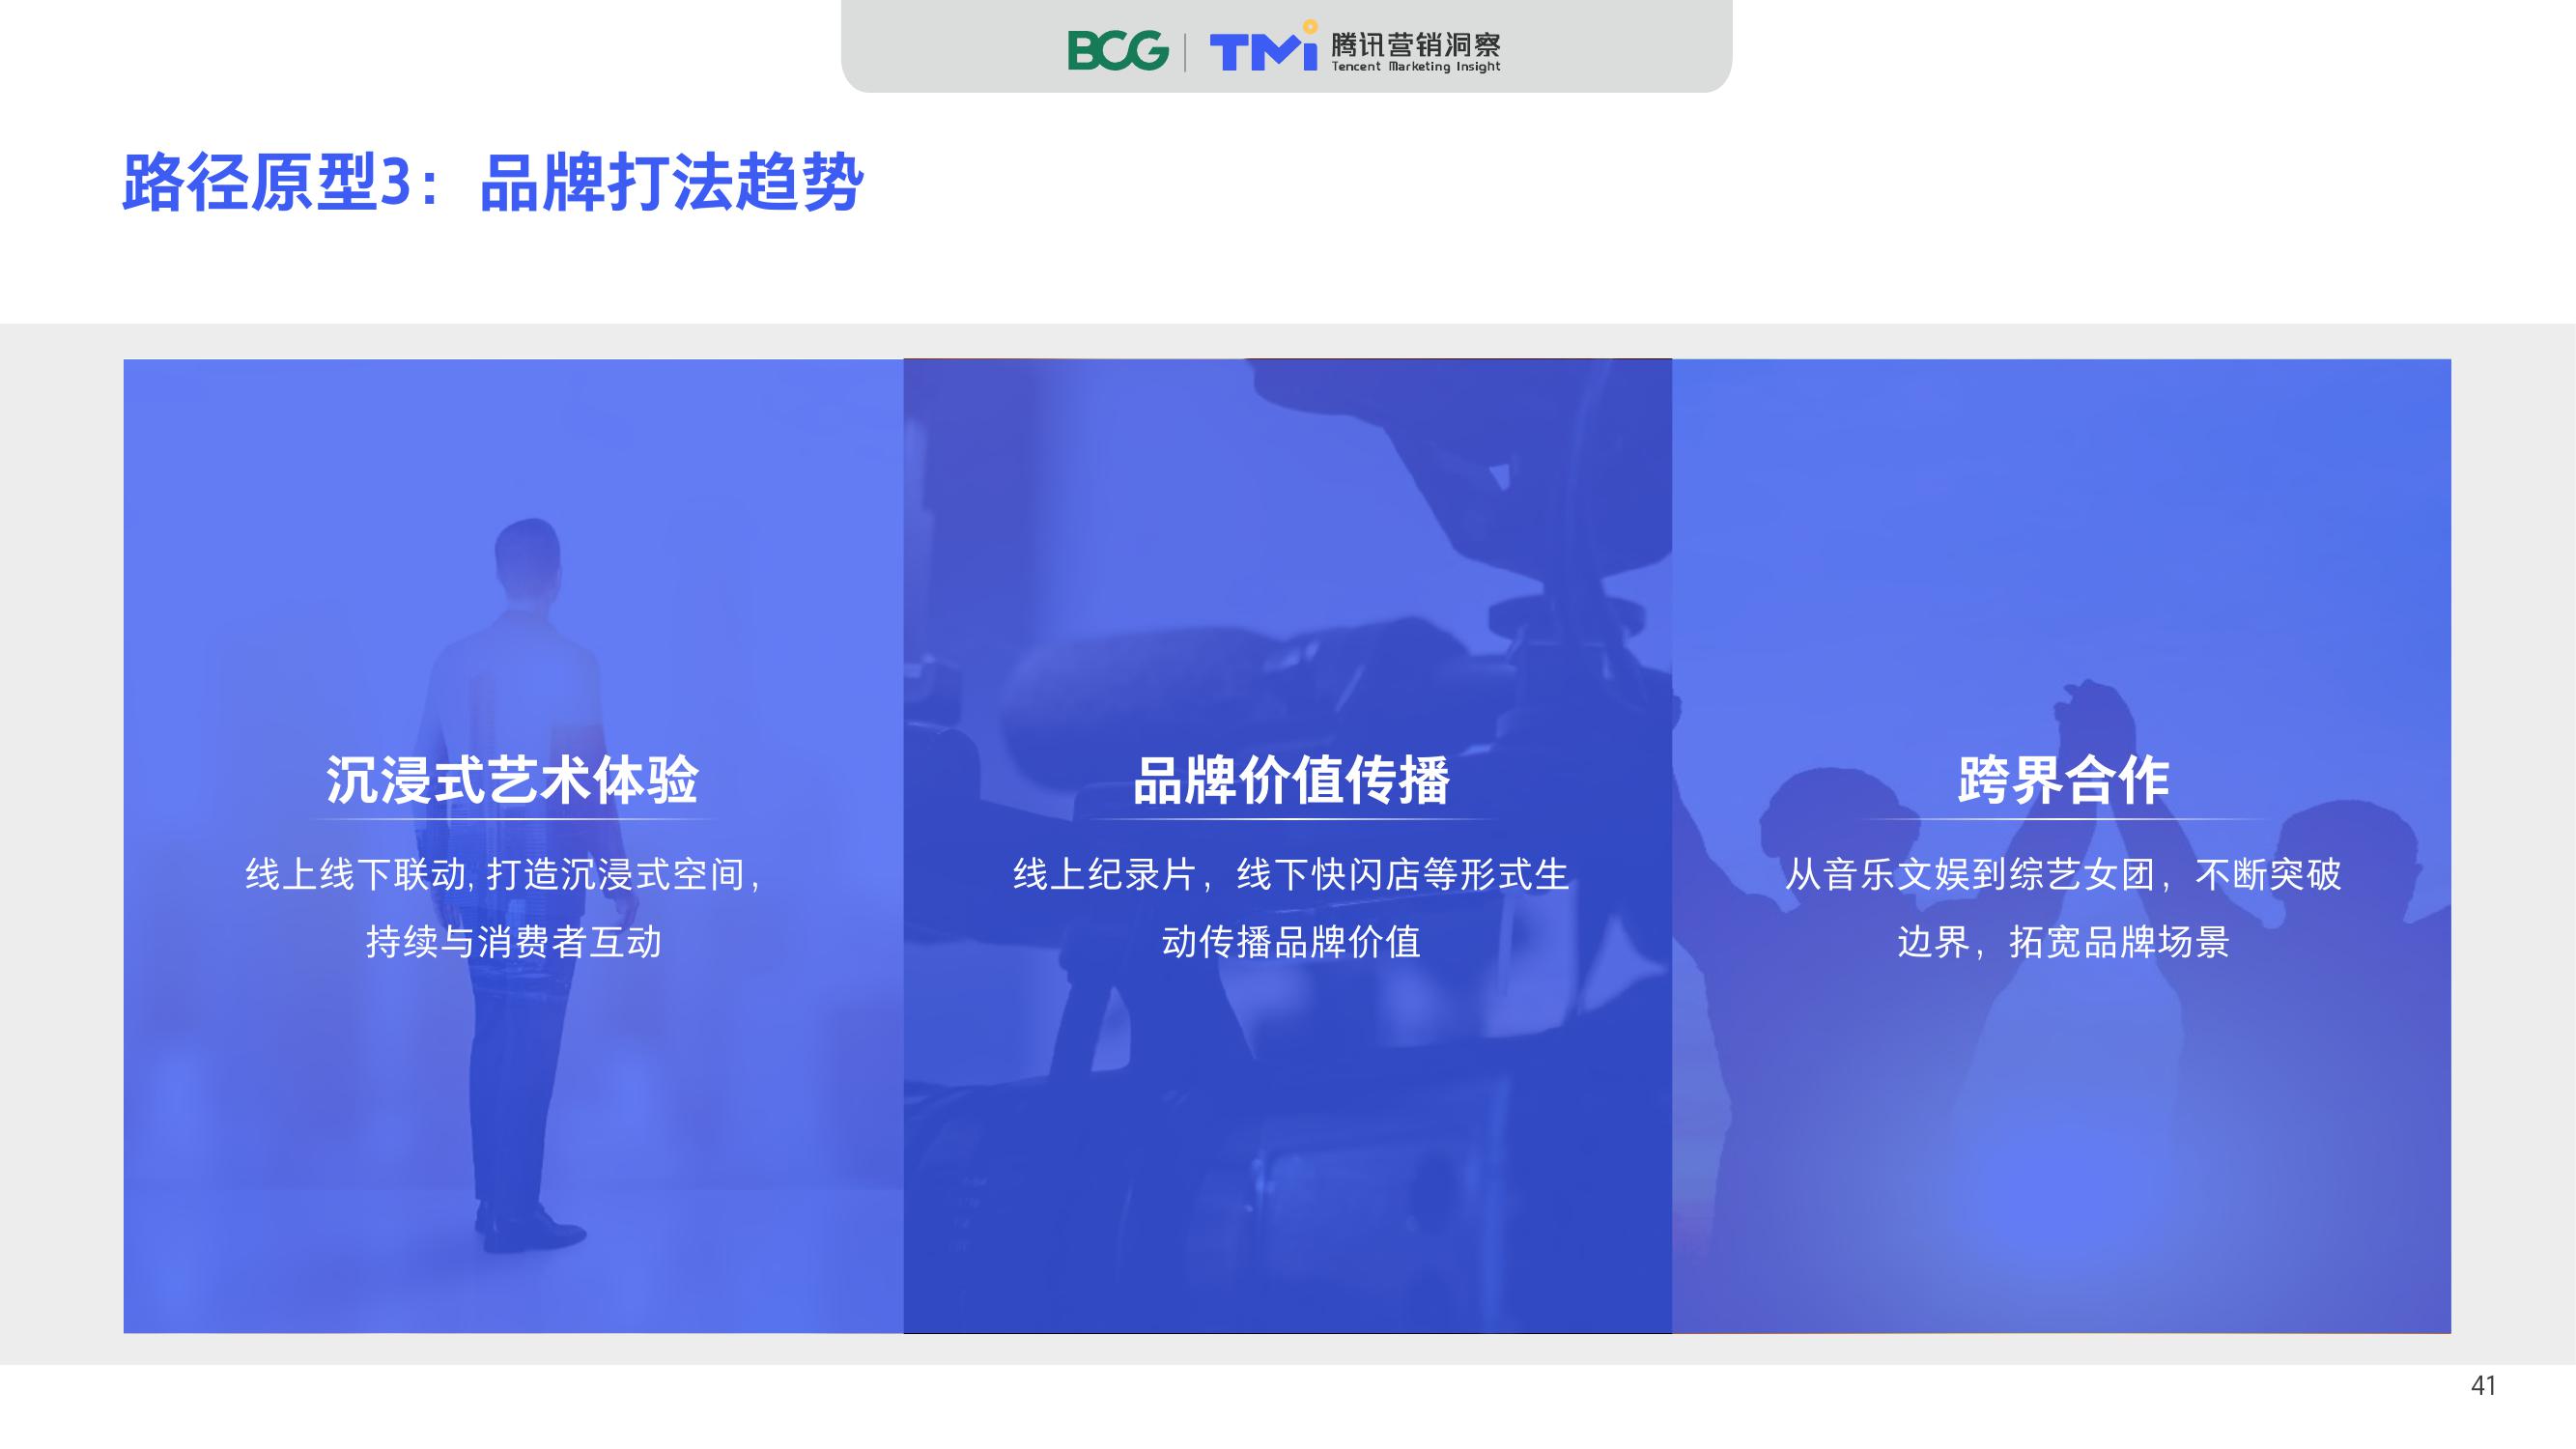 BCG
TMi 腾讯营销洞察
Tencent Marketing Insight
路径原型3：品牌打法趋势
沉浸式艺术体验
线上线下联动, 打造沉浸式空间，
持续与消费者互动
品牌价值传播
线上纪录片，线下快闪店等形式生
动传播品牌价值
跨界合作
从音乐文娱到综艺女团，不断突破
边界，拓宽品牌场景
41